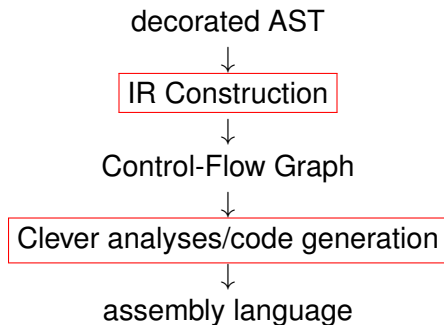 decorated AST
↓
IR Construction
↓
Control-Flow Graph
↓
Clever analyses/code generation
↓
assembly language